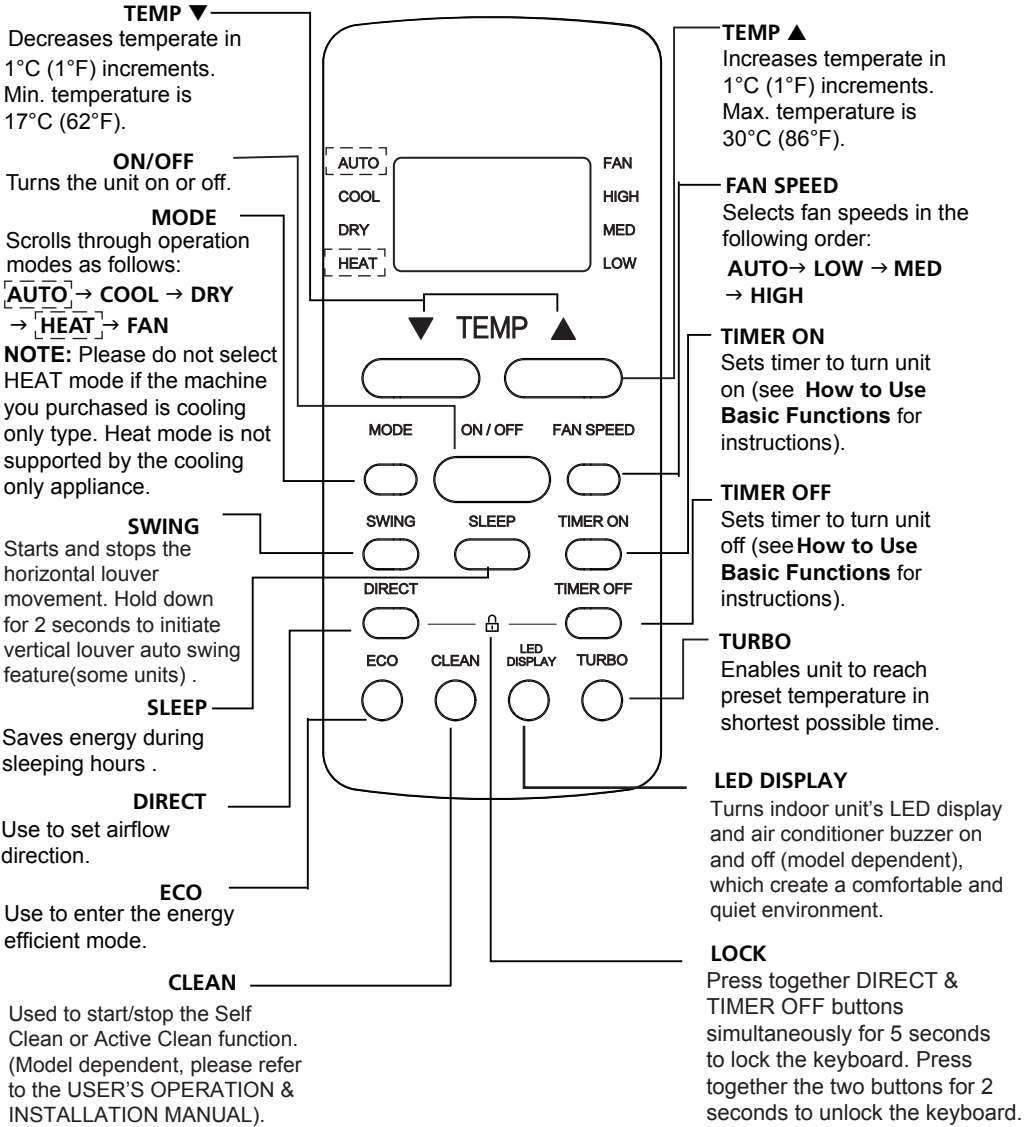 TEMP ▼
Decreases temperate in
1°C (1°F) increments.
Min. temperature is
17°C (62°F).
ON/OFF
Turns the unit on or off.
MODE
Scrolls through operation
modes as follows:
AUTO → COOL → DRY
→ HEAT → FAN
NOTE: Please do not select
HEAT mode if the machine
you purchased is cooling
only type. Heat mode is not
supported by the cooling
only appliance.
SWING
Starts and stops the
horizontal louver
movement. Hold down
for 2 seconds to initiate
vertical louver auto swing
feature(some units) .
SLEEP
Saves energy during
sleeping hours .
DIRECT
Use to set airflow
direction.
ECO
Use to enter the energy
efficient mode.
CLEAN
Used to start/stop the Self
Clean or Active Clean function.
(Model dependent, please refer
to the USER'S OPERATION &
INSTALLATION MANUAL).
AUTO FAN
COOL HIGH
DRY MED
HEAT LOW
▼ TEMP ▲
MODE ON / OFF FAN SPEED
SWING SLEEP TIMER ON
DIRECT TIMER OFF
ECO CLEAN LED DISPLAY TURBO
TEMP ▲
Increases temperate in
1°C (1°F) increments.
Max. temperature is
30°C (86°F).
FAN SPEED
Selects fan speeds in the
following order:
AUTO→ LOW → MED
→ HIGH
TIMER ON
Sets timer to turn unit
on (see How to Use
Basic Functions for
instructions).
TIMER OFF
Sets timer to turn unit
off (see How to Use
Basic Functions for
instructions).
TURBO
Enables unit to reach
preset temperature in
shortest possible time.
LED DISPLAY
Turns indoor unit's LED display
and air conditioner buzzer on
and off (model dependent),
which create a comfortable and
quiet environment.
LOCK
Press together DIRECT &
TIMER OFF buttons
simultaneously for 5 seconds
to lock the keyboard. Press
together the two buttons for 2
seconds to unlock the keyboard.